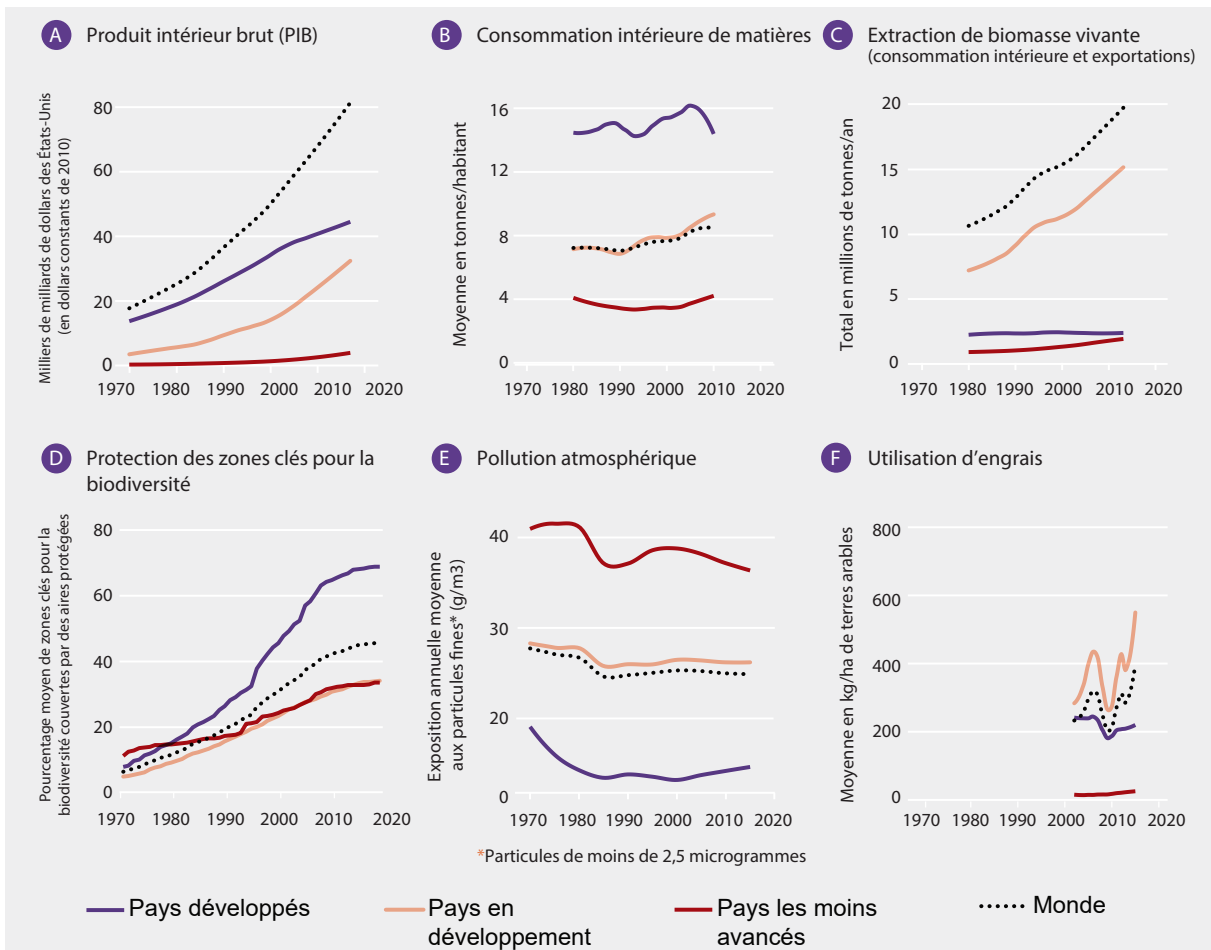 A Produit intérieur brut (PIB)
Milliers de milliards de dollars des États-Unis
(en dollars constants de 2010)
80
60
40
20
0
1970 1980 1990 2000 2010 2020
B Consommation intérieure de matières
Moyenne en tonnes/habitant
16
12
8
4
0
1970 1980 1990 2000 2010 2020
C Extraction de biomasse vivante
(consommation intérieure et exportations)
Total en millions de tonnes/an
20
15
10
5
0
1970 1980 1990 2000 2010 2020
D Protection des zones clés pour la
biodiversité
Pourcentage moyen de zones clés pour la
biodiversité couvertes par des aires protégées
80
60
40
20
0
1970 1980 1990 2000 2010 2020
E Pollution atmosphérique
Exposition annuelle moyenne
aux particules fines* (g/m3)
40
30
20
0
1970 1980 1990 2000 2010 2020
*Particules de moins de 2,5 microgrammes
F Utilisation d’engrais
Moyenne en kg/ha de terres arables
800
600
400
200
0
1970 1980 1990 2000 2010 2020
Pays développés
Pays en
développement
Pays les moins
avancés
Monde